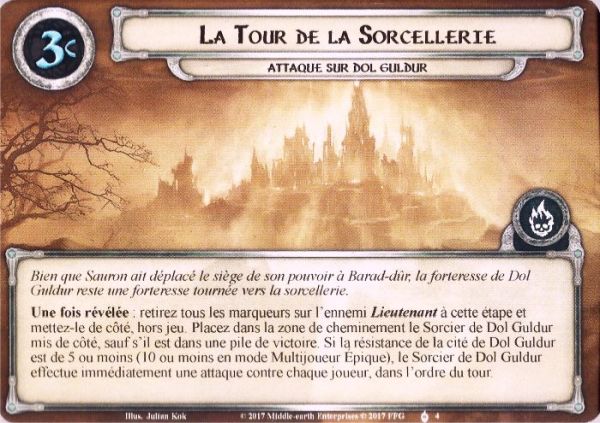 3C
LA TOUR DE LA SORCELLERIE
ATTAQUE SUR DOL GULDUR
Bien que Sauron ait déplacé le siège de son pouvoir à Barad-dûr, la forteresse de Dol
Guldur reste une forteresse tournée vers la sorcellerie.
Une fois révélée : retirez tous les marqueurs sur l'ennemi Lieutenant à cette étape et
mettez-le de côté, hors jeu. Placez dans la zone de cheminement le Sorcier de Dol Guldur
mis de côté, sauf s'il est dans une pile de victoire. Si la résistance de la cité de Dol Guldur
est de 5 ou moins (10 ou moins en mode Multijoueur Épique), le Sorcier de Dol Guldur
effectue immédiatement une attaque contre chaque joueur, dans l'ordre du tour.
Illus. Julian Kok © 2017 Middle-earth Enterprises © 2017 FFG 4